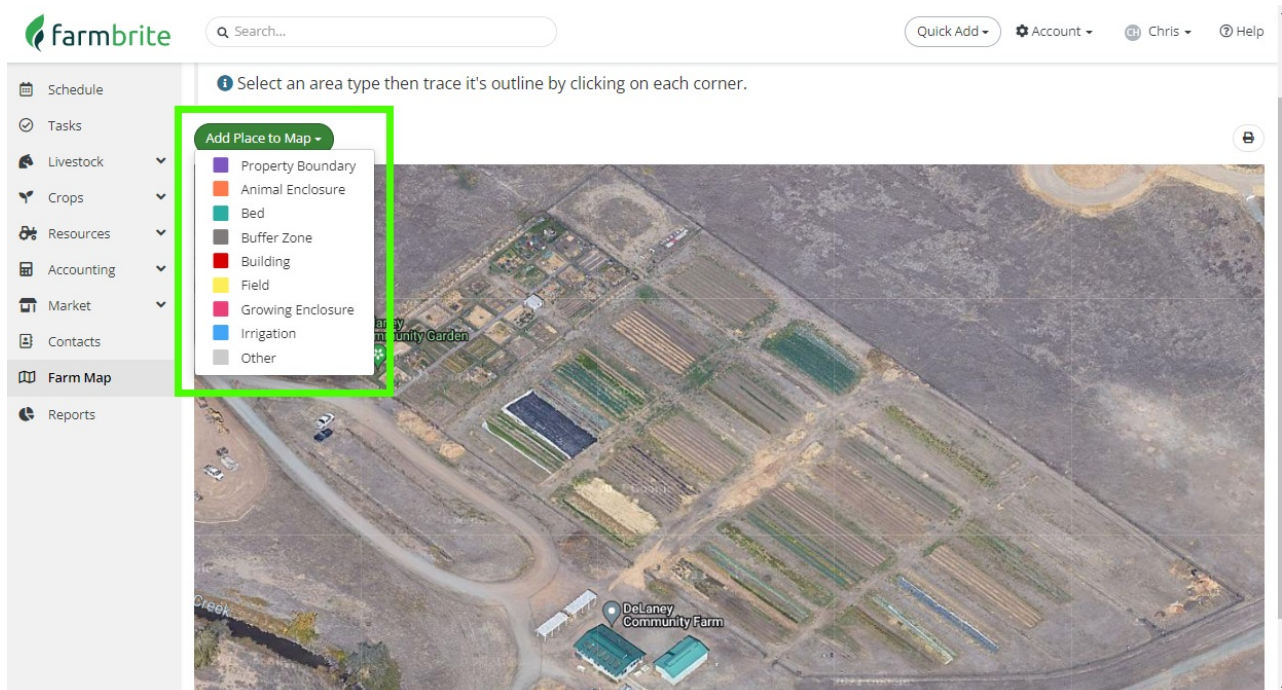 farmbrite
Search...
Quick Add
Account
CH
Chris
Help
Schedule
Tasks
Livestock
Crops
Resources
Accounting
Market
Contacts
Farm Map
Reports
Select an area type then trace it's outline by clicking on each corner.
Add Place to Map
Property Boundary
Animal Enclosure
Bed
Buffer Zone
Building
Field
Growing Enclosure
Irrigation
Other
Garden
Creek
DeLaney
Community Farm